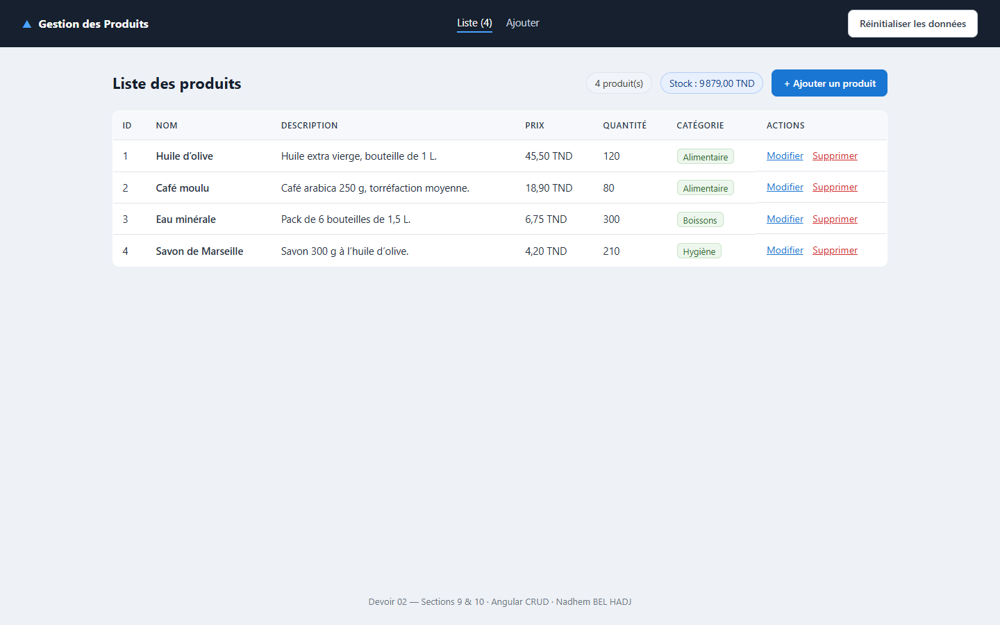 Gestion des Produits
Liste (4) Ajouter
Réinitialiser les données
Liste des produits
4 produit(s) Stock : 9 879,00 TND + Ajouter un produit
ID NOM DESCRIPTION PRIX QUANTITÉ CATÉGORIE ACTIONS
1 Huile d’olive Huile extra vierge, bouteille de 1 L. 45,50 TND 120 Alimentaire Modifier Supprimer
2 Café moulu Café arabica 250 g, torréfaction moyenne. 18,90 TND 80 Alimentaire Modifier Supprimer
3 Eau minérale Pack de 6 bouteilles de 1,5 L. 6,75 TND 300 Boissons Modifier Supprimer
4 Savon de Marseille Savon 300 g à l’huile d’olive. 4,20 TND 210 Hygiène Modifier Supprimer
Devoir 02 — Sections 9 & 10 · Angular CRUD · Nadhem BEL HADJ